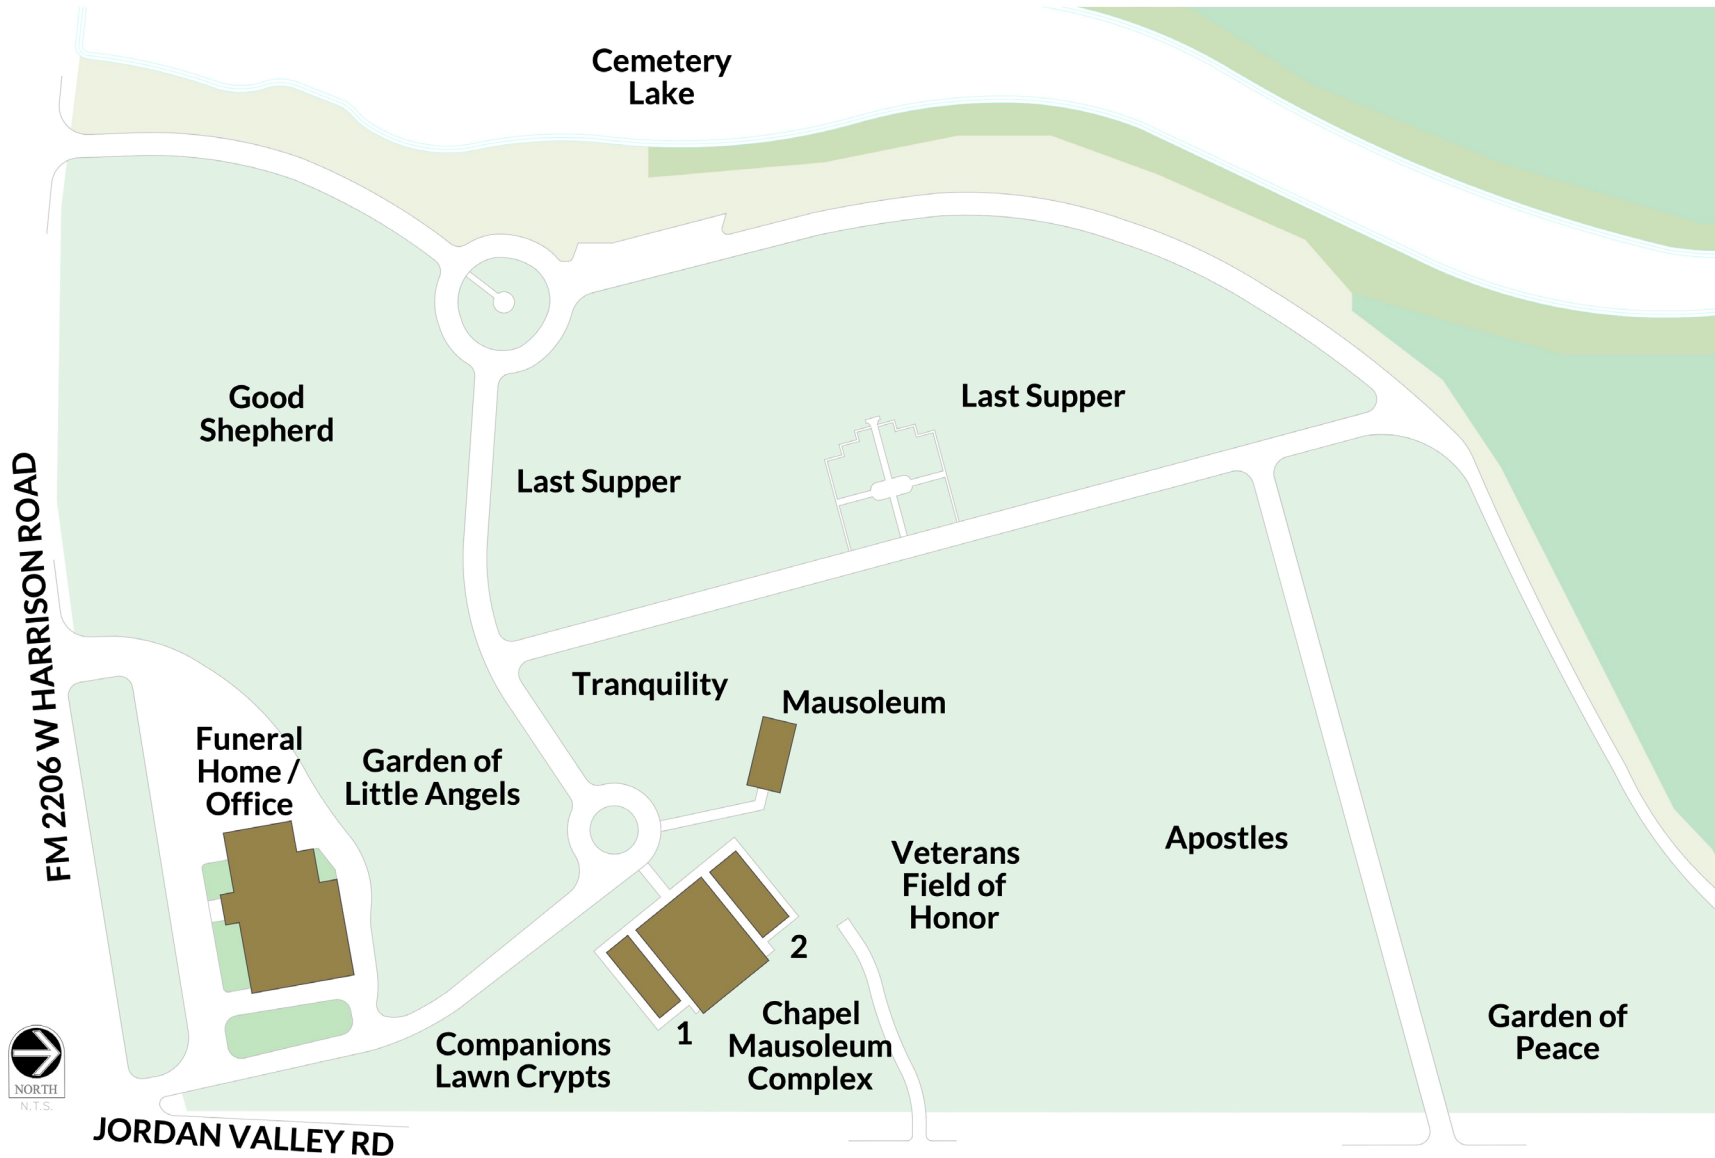 Cemetery
Lake
Good
Shepherd
Last Supper
Last Supper
FM 2206 W HARRISON ROAD
Tranquility
Mausoleum
Funeral
Home /
Office
Garden of
Little Angels
Veterans
Field of
Honor
Apostles
2
1
Chapel
Mausoleum
Complex
Companions
Lawn Crypts
Garden of
Peace
NORTH
N.T.S.
JORDAN VALLEY RD